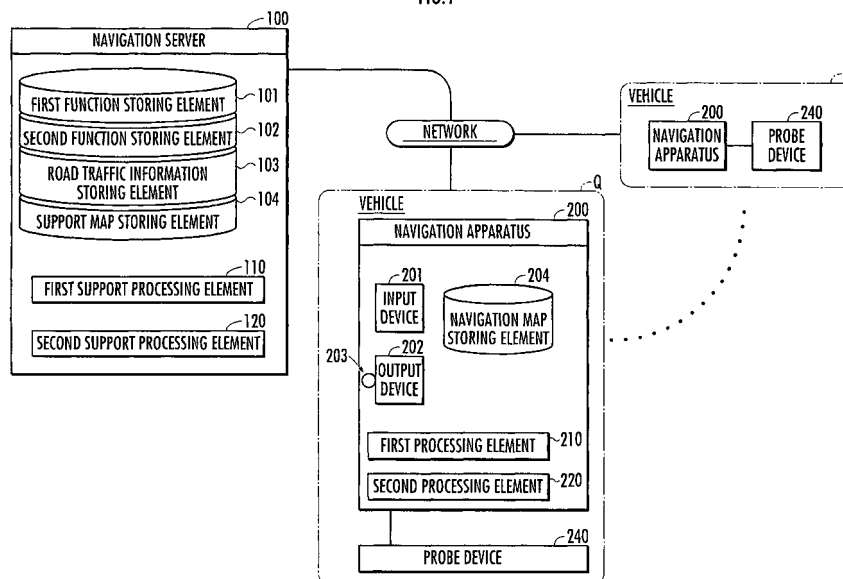 100
NAVIGATION SERVER
FIRST FUNCTION STORING ELEMENT
101
SECOND FUNCTION STORING ELEMENT
102
ROAD TRAFFIC INFORMATION
STORING ELEMENT
103
SUPPORT MAP STORING ELEMENT
104
110
FIRST SUPPORT PROCESSING ELEMENT
120
SECOND SUPPORT PROCESSING ELEMENT
NETWORK
VEHICLE
200
NAVIGATION
APPARATUS
240
PROBE
DEVICE
Q
VEHICLE
200
NAVIGATION APPARATUS
201
INPUT
DEVICE
204
NAVIGATION MAP
STORING ELEMENT
202
203
OUTPUT
DEVICE
FIRST PROCESSING ELEMENT
210
SECOND PROCESSING ELEMENT
220
240
PROBE DEVICE